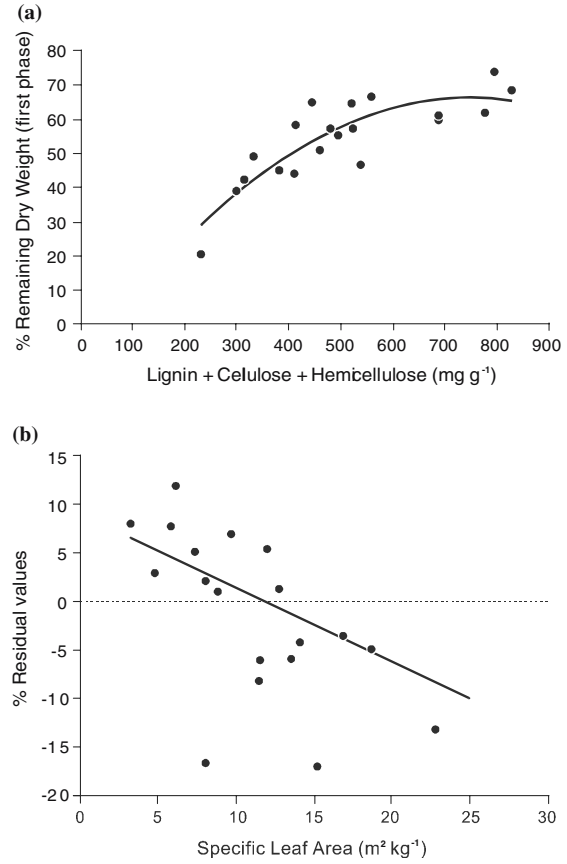 (a)
% Remaining Dry Weight (first phase)
80
70
60
50
40
30
20
10
0
0 100 200 300 400 500 600 700 800 900
Lignin + Celulose + Hemicellulose (mg g⁻¹)
(b)
% Residual values
15
10
5
0
-5
-10
-15
-20
0 5 10 15 20 25 30
Specific Leaf Area (m² kg⁻¹)